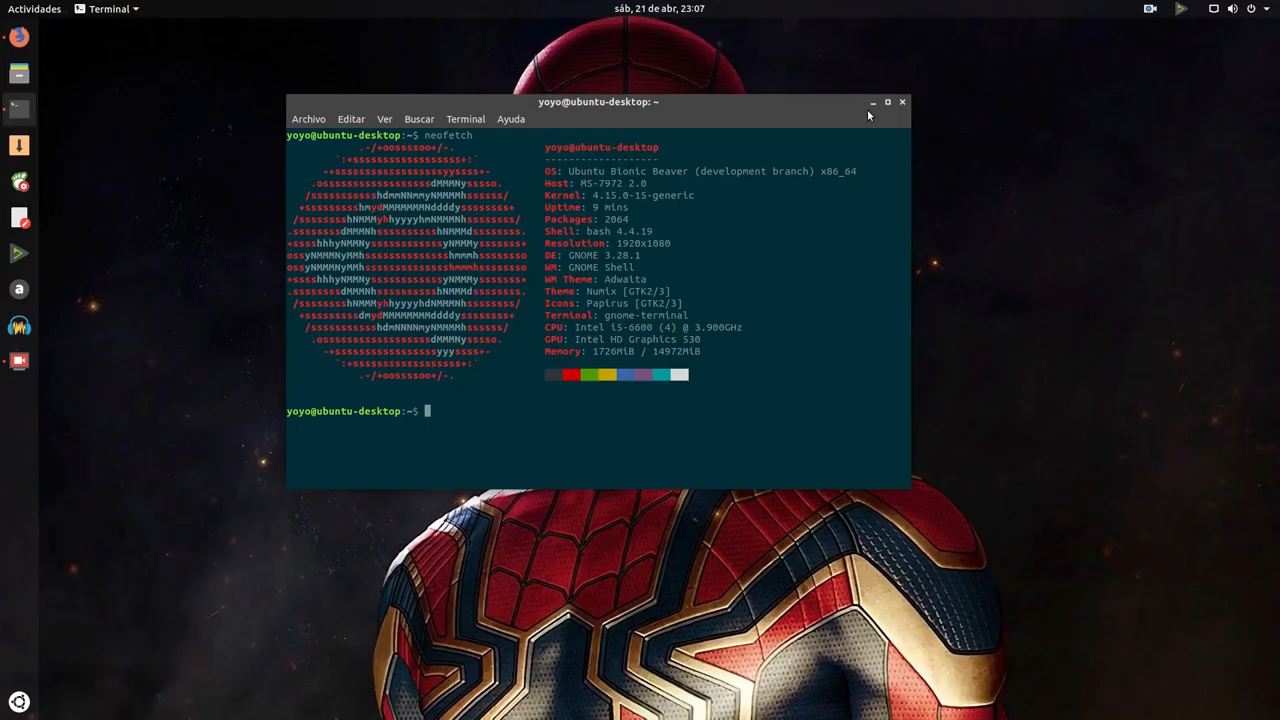 Actividades
Terminal
sáb, 21 de abr, 23:07
yoyo@ubuntu-desktop: ~
Archivo Editar Ver Buscar Terminal Ayuda
yoyo@ubuntu-desktop:~$ neofetch
yoyo@ubuntu-desktop
-------------------
OS: Ubuntu Bionic Beaver (development branch) x86_64
Host: MS-7972 2.0
Kernel: 4.15.0-15-generic
Uptime: 9 mins
Packages: 2064
Shell: bash 4.4.19
Resolution: 1920x1080
DE: GNOME 3.28.1
WM: GNOME Shell
WM Theme: Adwaita
Theme: Numix [GTK2/3]
Icons: Papirus [GTK2/3]
Terminal: gnome-terminal
CPU: Intel i5-6600 (4) @ 3.900GHz
GPU: Intel HD Graphics 530
Memory: 1726MiB / 14972MiB
yoyo@ubuntu-desktop:~$